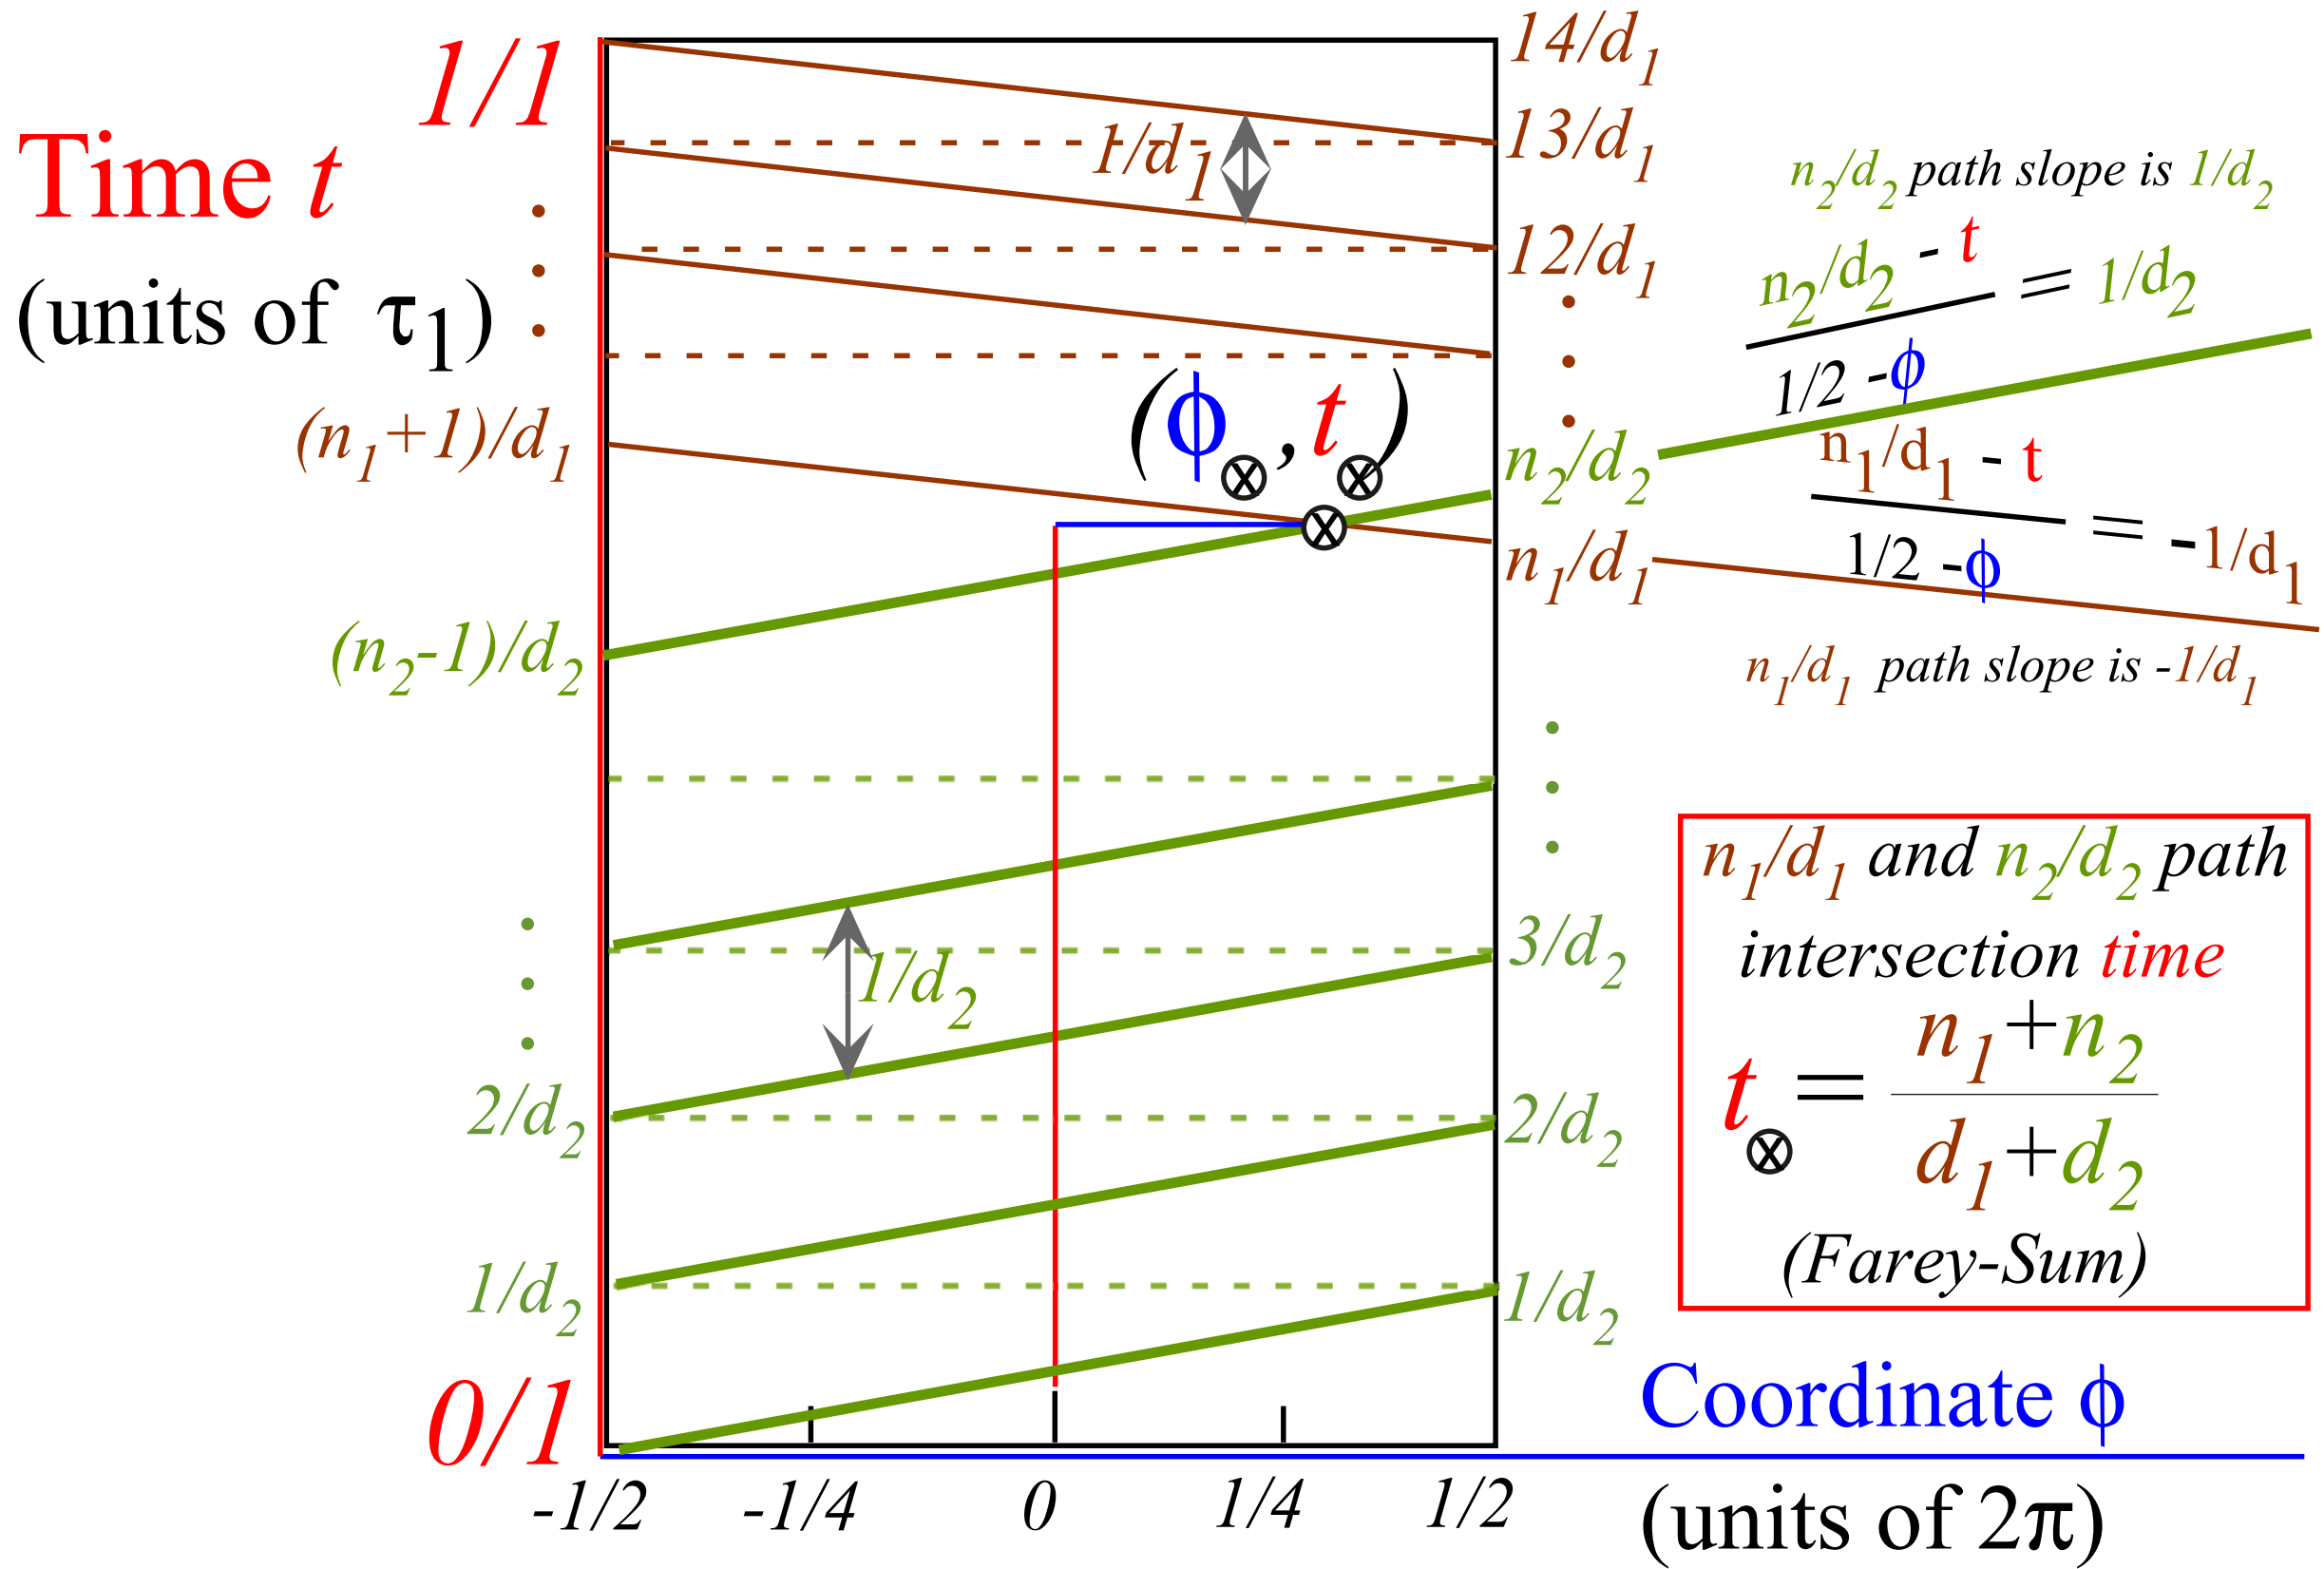 1/1
Time t
(units of τ1)
(n1+1)/d1
(n2-1)/d2
2/d2
1/d2
0/1
1/d1
(ϕ⊗, t⊗)
1/d2
14/d1
13/d1
12/d1
n2/d2
n1/d1
3/d2
2/d2
1/d2
-1/2 -1/4 0 1/4 1/2
n2/d2 path slope is 1/d2
n2/d2 - t
= 1/d2
1/2 - ϕ
n1/d1 - t
= -1/d1
1/2 - ϕ
n1/d1 path slope is -1/d1
n1/d1 and n2/d2 path
intersection time
t⊗ = n1+n2
d1+d2
(Farey-Sum)
Coordinate ϕ
(units of 2π)